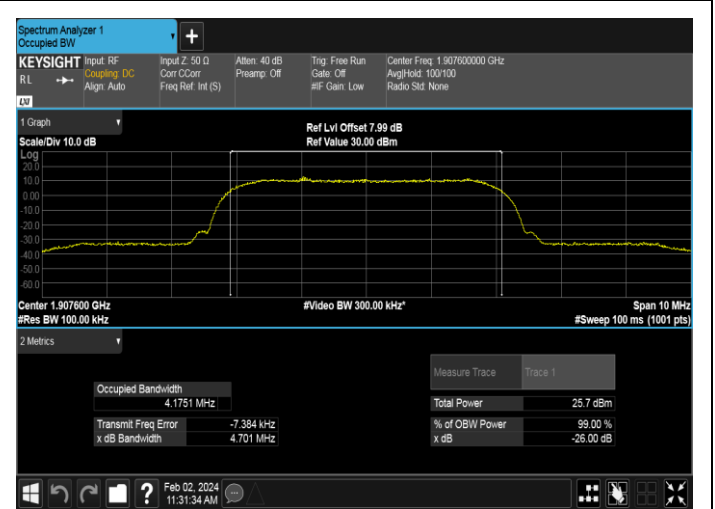 Spectrum Analyzer 1
Occupied BW
KEYSIGHT
RL
LXI
Input: RF
Coupling: DC
Align: Auto
Input Z: 50 Ω
Corr CCorr
Freq Ref: Int (S)
Atten: 40 dB
Preamp: Off
Trig: Free Run
Gate: Off
#IF Gain: Low
Center Freq: 1.907600000 GHz
Avg|Hold: 100/100
Radio Std: None
1 Graph
Scale/Div 10.0 dB
Ref Lvl Offset 7.99 dB
Ref Value 30.00 dBm
Log
20.0
10.0
0.00
-10.0
-20.0
-30.0
-40.0
-50.0
-60.0
Center 1.907600 GHz
#Res BW 100.00 kHz
#Video BW 300.00 kHz*
Span 10 MHz
#Sweep 100 ms (1001 pts)
2 Metrics
Measure Trace Trace 1
Occupied Bandwidth
4.1751 MHz
Total Power 25.7 dBm
Transmit Freq Error -7.384 kHz
% of OBW Power 99.00 %
x dB Bandwidth 4.701 MHz
x dB -26.00 dB
?
Feb 02, 2024
11:31:34 AM